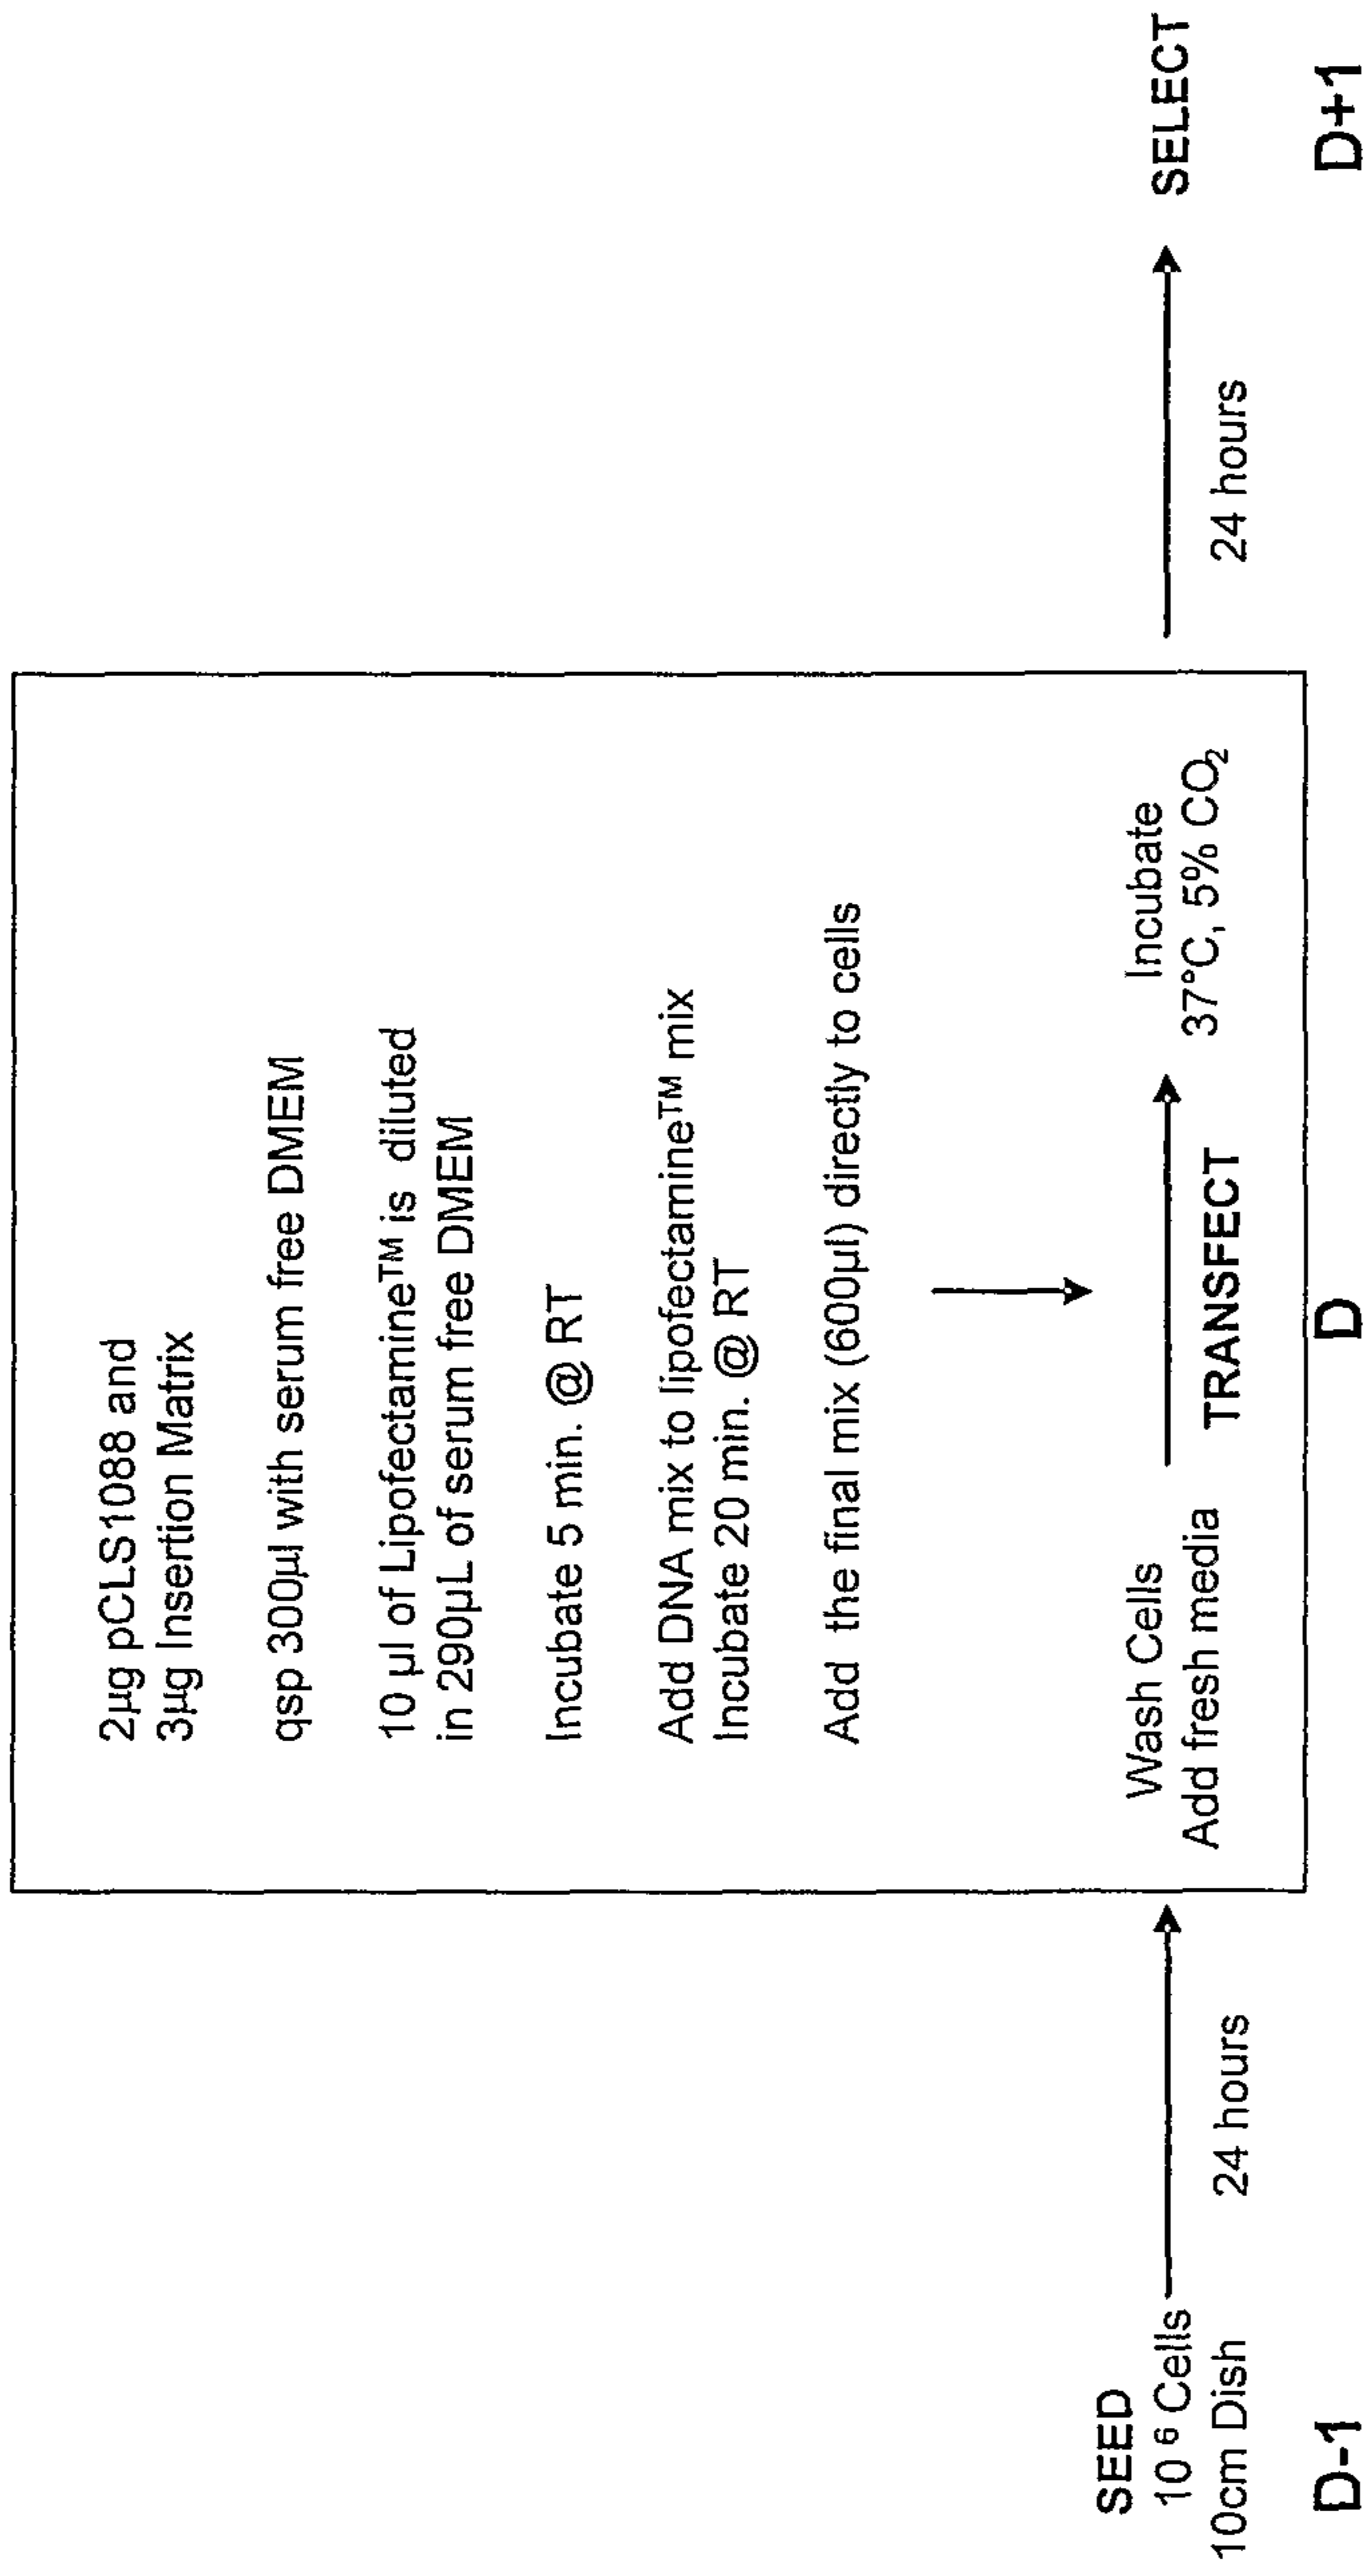 2µg pCLS1088 and
3µg Insertion Matrix
qsp 300µl with serum free DMEM
10 µl of Lipofectamine™ is diluted
in 290µL of serum free DMEM
Incubate 5 min. @ RT
Add DNA mix to lipofectamine™ mix
Incubate 20 min. @ RT
Add the final mix (600µl) directly to cells
SEED
10⁶ Cells
10cm Dish
24 hours
Wash Cells
Add fresh media
TRANSFECT
Incubate
37°C, 5% CO₂
24 hours
SELECT
D-1
D
D+1